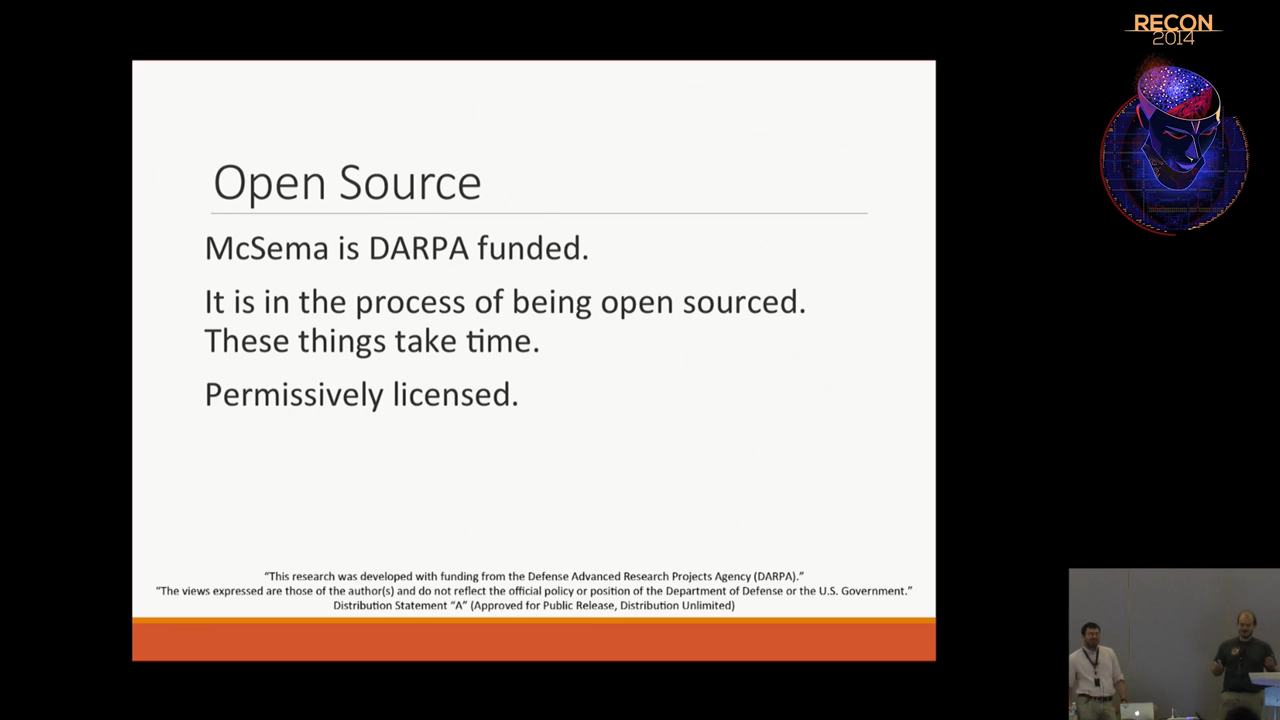 RECON
2014
Open Source
McSema is DARPA funded.
It is in the process of being open sourced.
These things take time.
Permissively licensed.
“This research was developed with funding from the Defense Advanced Research Projects Agency (DARPA).”
“The views expressed are those of the author(s) and do not reflect the official policy or position of the Department of Defense or the U.S. Government.”
Distribution Statement “A” (Approved for Public Release, Distribution Unlimited)